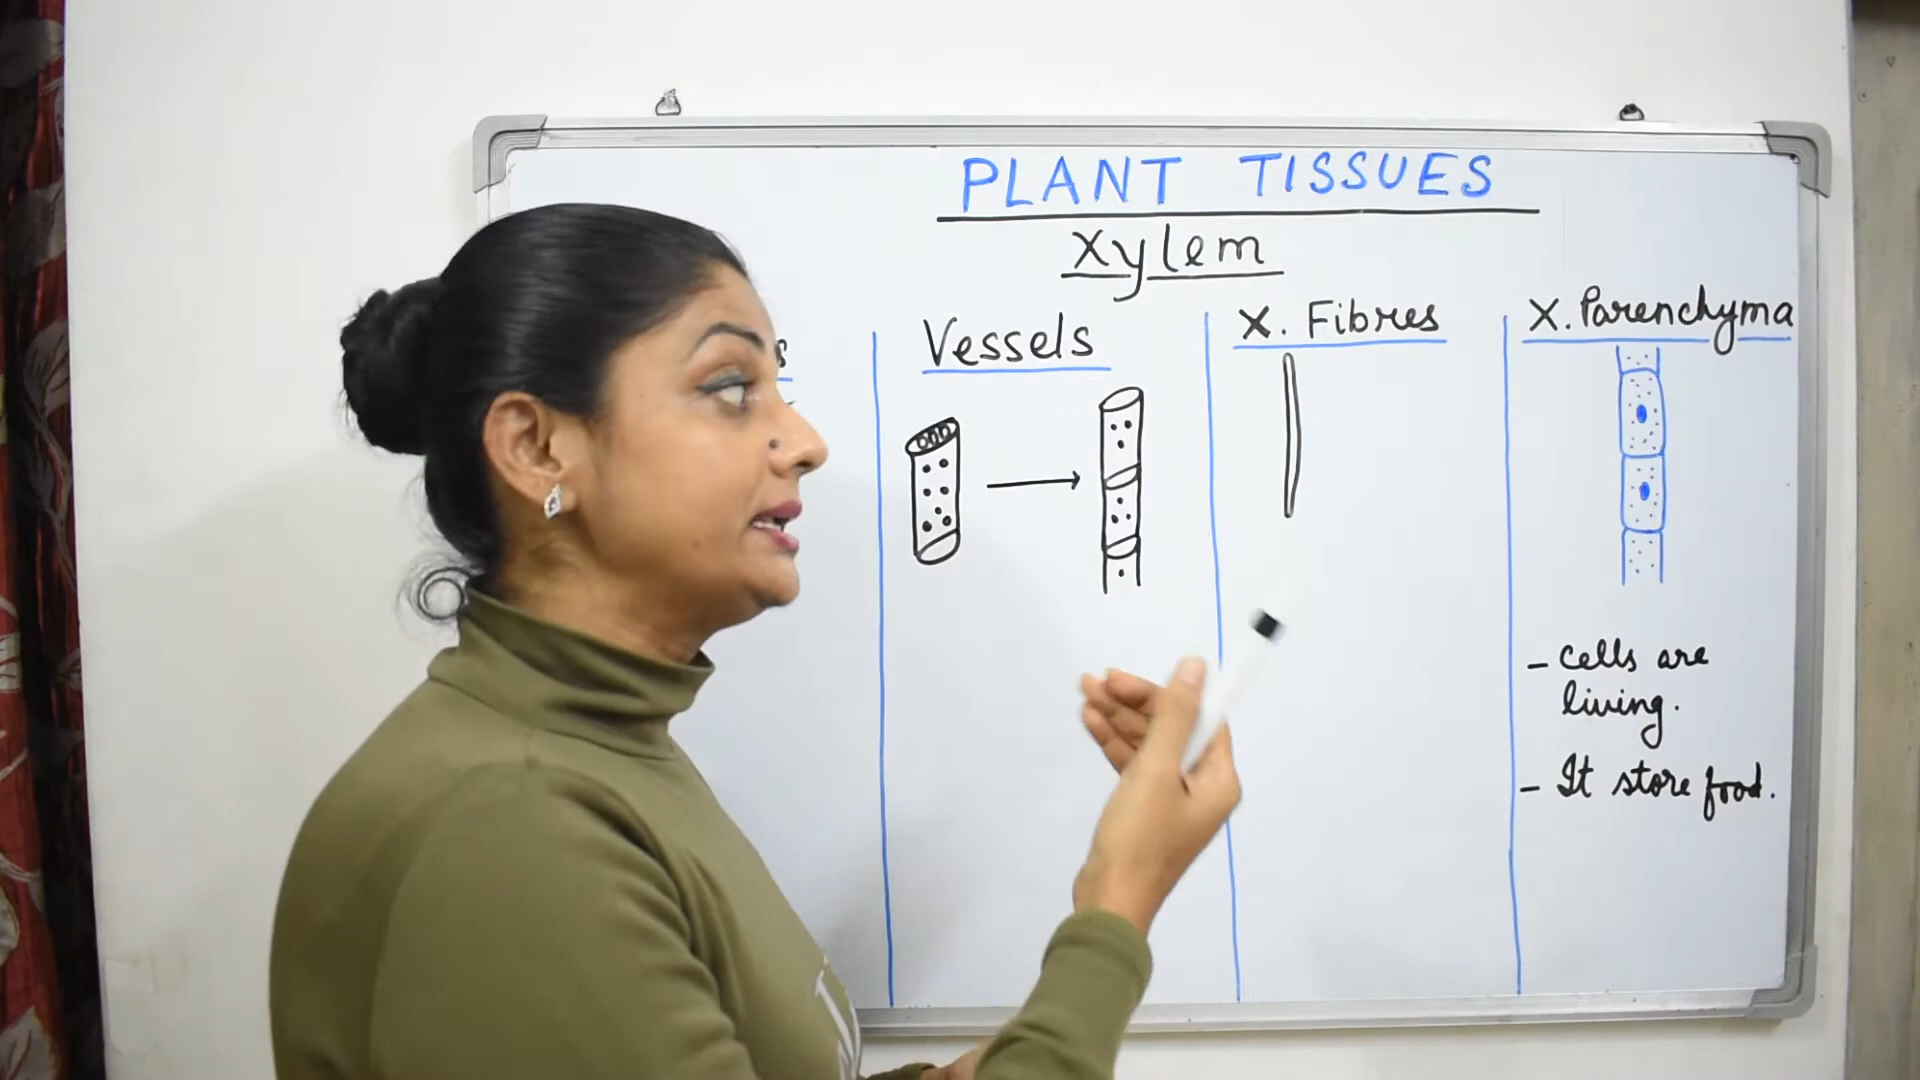 PLANT TISSUES
Xylem
Vessels
X. Fibres
X. Parenchyma
- Cells are
living.
- It store food.